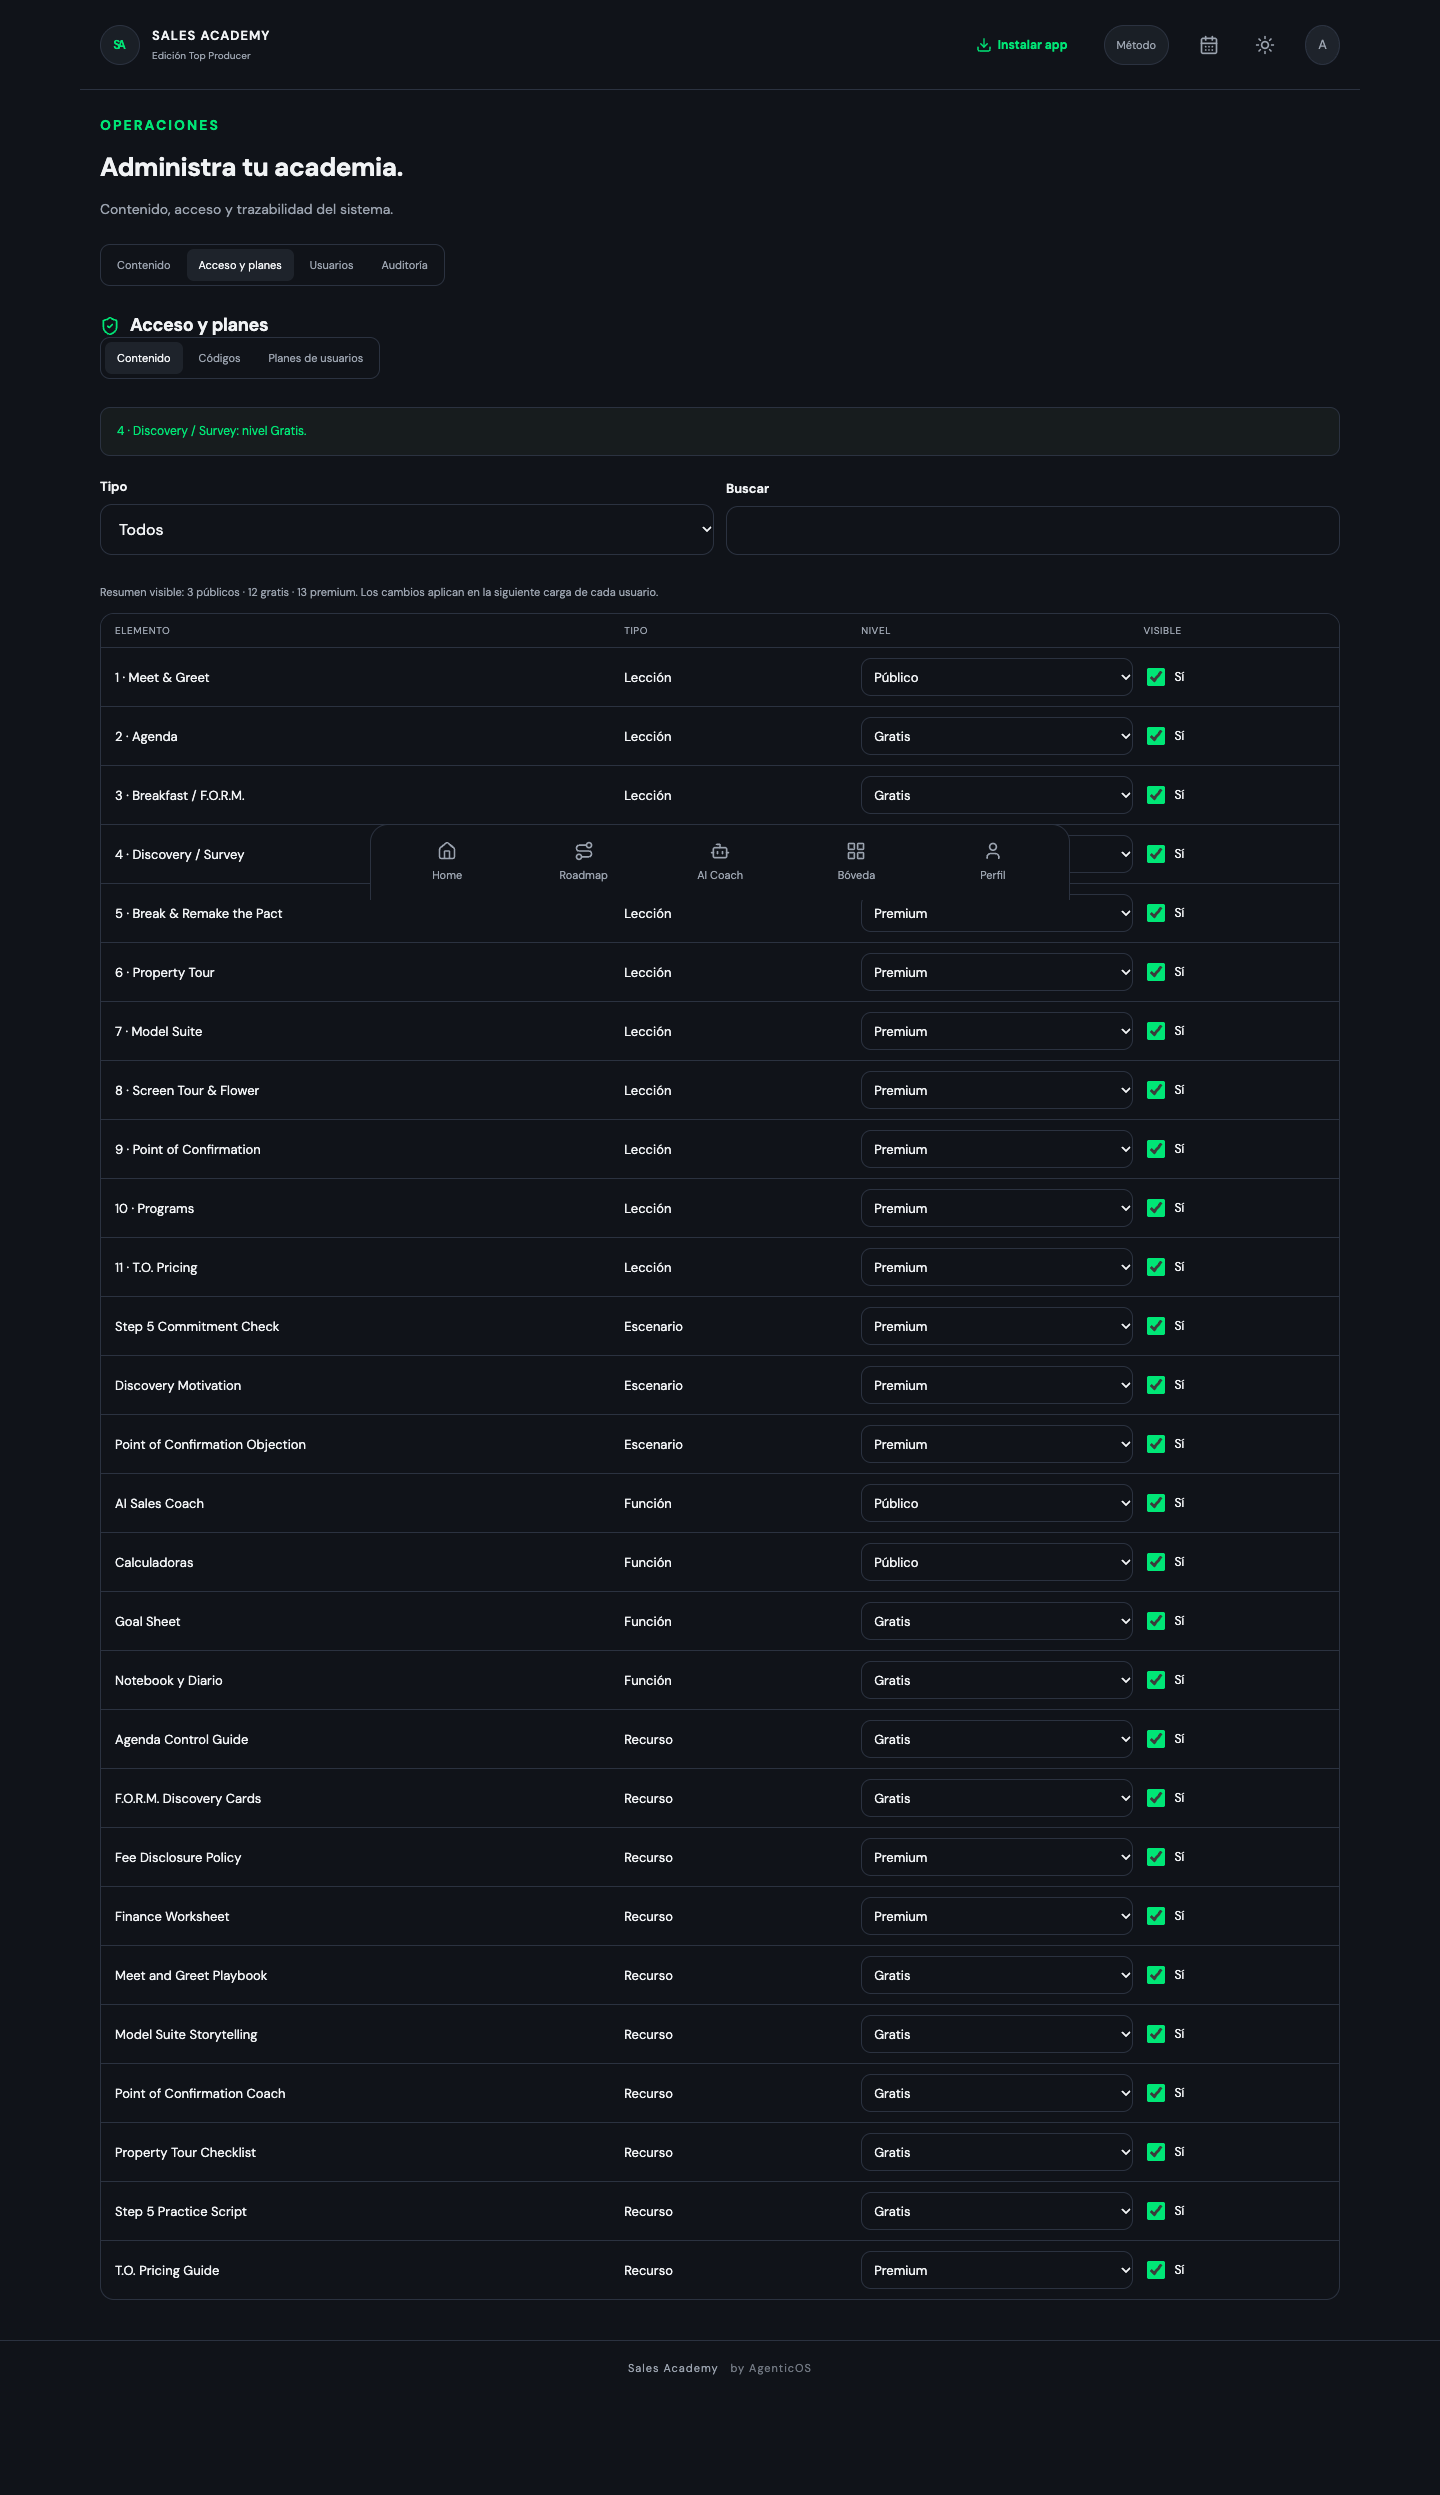 SA
SALES ACADEMY
Edición Top Producer
Instalar app
Método
A
OPERACIONES
Administra tu academia.
Contenido, acceso y trazabilidad del sistema.
Contenido Acceso y planes Usuarios Auditoría
Acceso y planes
Contenido Códigos Planes de usuarios
4 · Discovery / Survey: nivel Gratis.
Tipo
Todos
Buscar
Resumen visible: 3 públicos · 12 gratis · 13 premium. Los cambios aplican en la siguiente carga de cada usuario.
ELEMENTO TIPO NIVEL VISIBLE
1 · Meet & Greet Lección Público Sí
2 · Agenda Lección Gratis Sí
3 · Breakfast / F.O.R.M. Lección Gratis Sí
4 · Discovery / Survey Sí
Home Roadmap AI Coach Bóveda Perfil
5 · Break & Remake the Pact Lección Premium Sí
6 · Property Tour Lección Premium Sí
7 · Model Suite Lección Premium Sí
8 · Screen Tour & Flower Lección Premium Sí
9 · Point of Confirmation Lección Premium Sí
10 · Programs Lección Premium Sí
11 · T.O. Pricing Lección Premium Sí
Step 5 Commitment Check Escenario Premium Sí
Discovery Motivation Escenario Premium Sí
Point of Confirmation Objection Escenario Premium Sí
AI Sales Coach Función Público Sí
Calculadoras Función Público Sí
Goal Sheet Función Gratis Sí
Notebook y Diario Función Gratis Sí
Agenda Control Guide Recurso Gratis Sí
F.O.R.M. Discovery Cards Recurso Gratis Sí
Fee Disclosure Policy Recurso Premium Sí
Finance Worksheet Recurso Premium Sí
Meet and Greet Playbook Recurso Gratis Sí
Model Suite Storytelling Recurso Gratis Sí
Point of Confirmation Coach Recurso Gratis Sí
Property Tour Checklist Recurso Gratis Sí
Step 5 Practice Script Recurso Gratis Sí
T.O. Pricing Guide Recurso Premium Sí
Sales Academy by AgenticOS